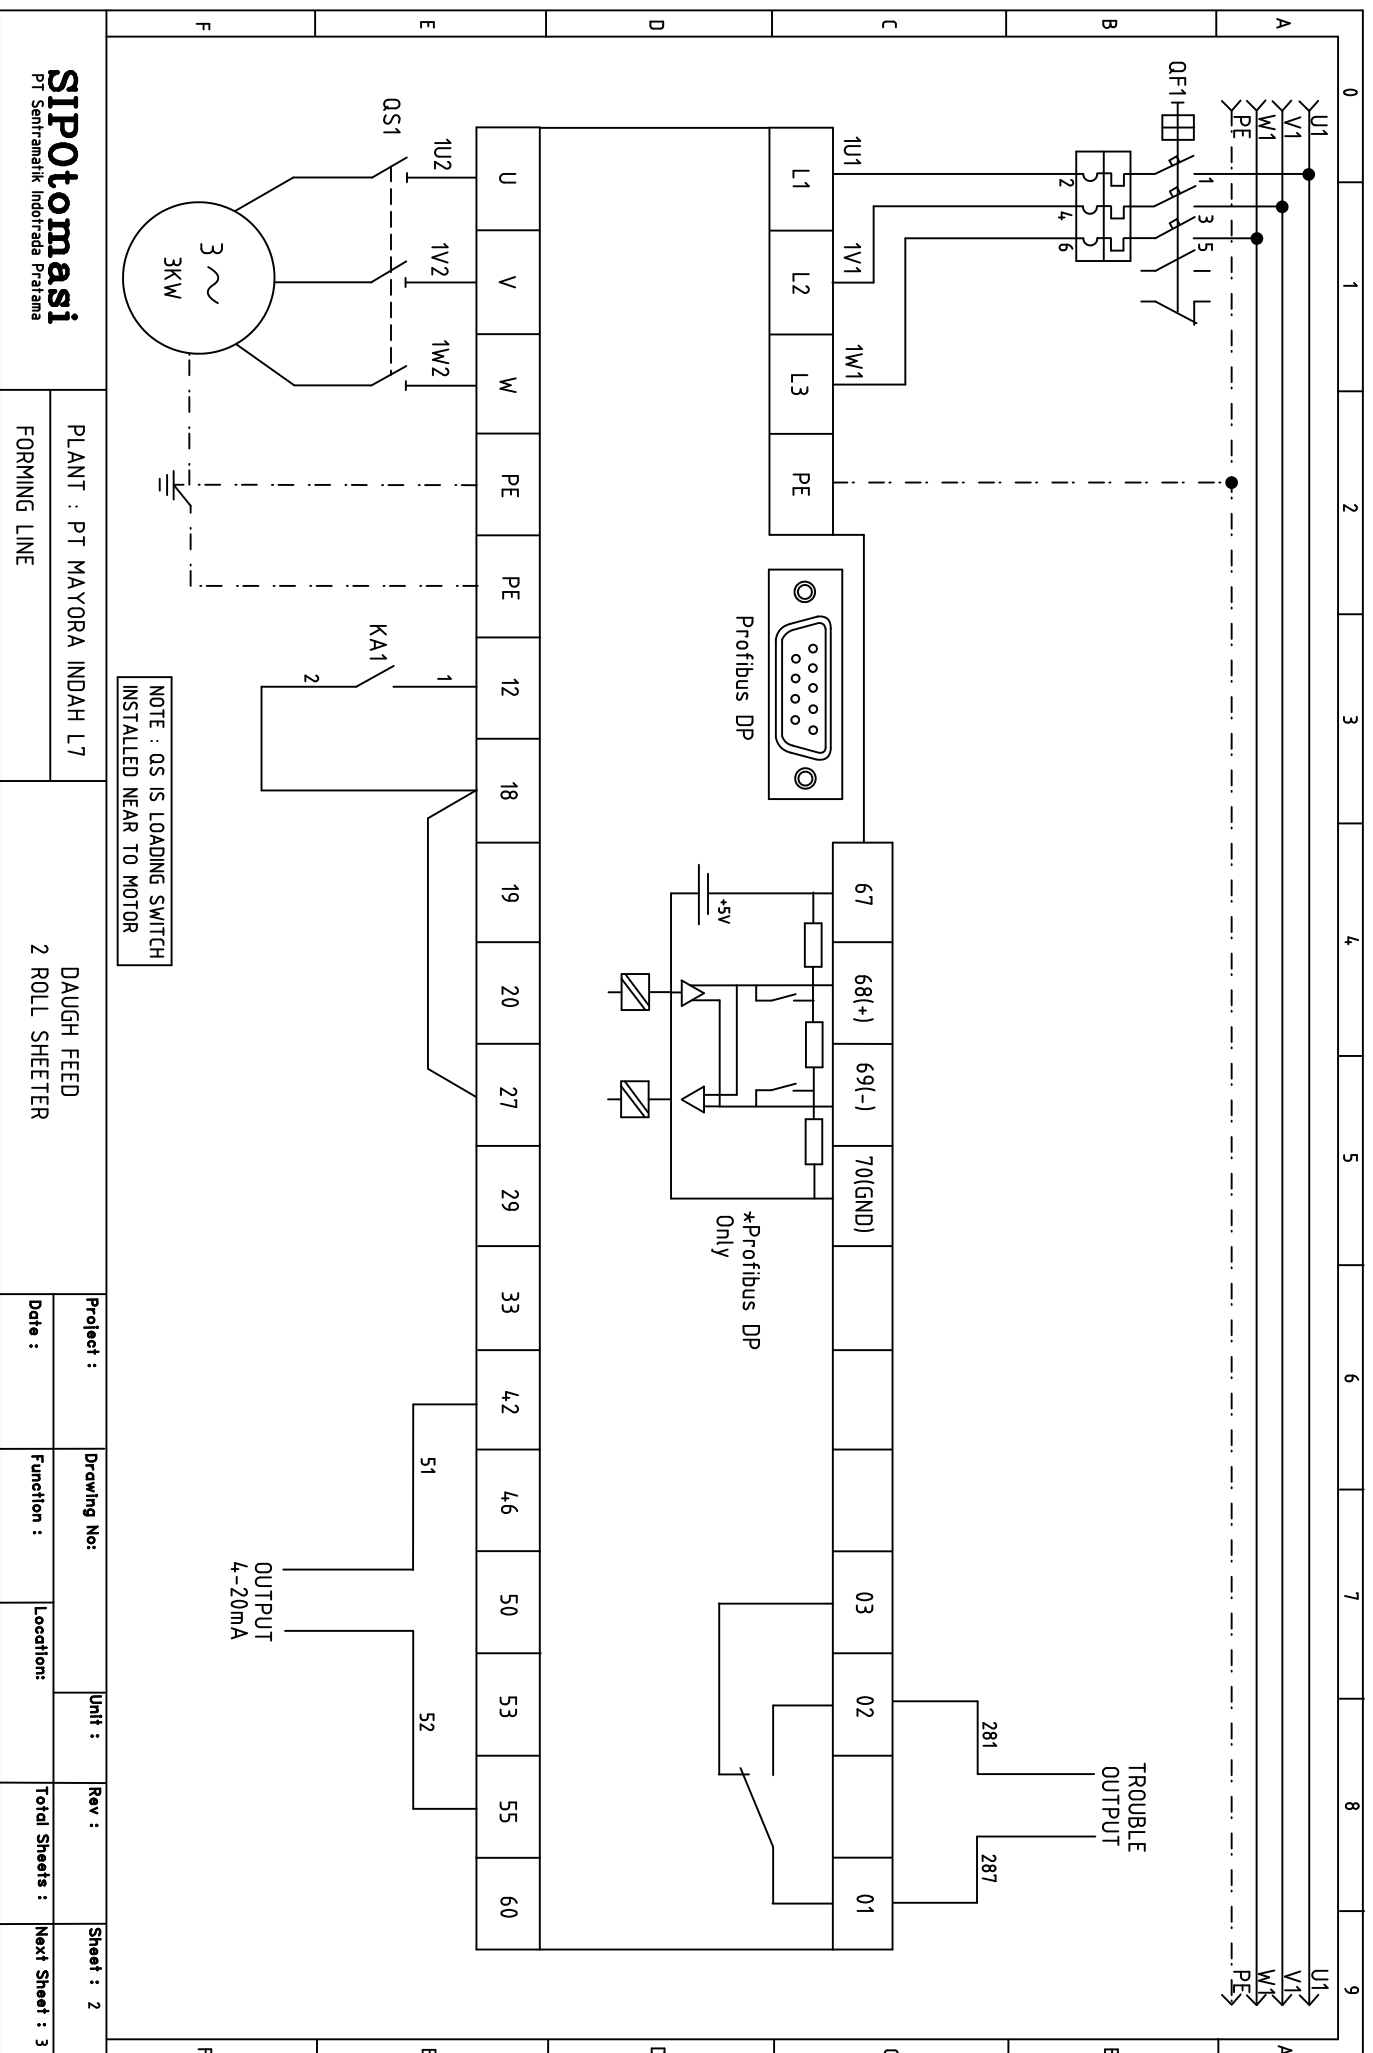 0 1 2 3 4 5 6 7 8 9
A
B
C
D
E
F
A
B
C
D
E
F
U1
V1
W1
PE
U1
V1
W1
PE
QF1
1 3 5
2 4 6
1U1
1V1
1W1
L1 L2 L3 PE
Profibus DP
67 68(+) 69(-) 70(GND) 03 02 01
+5V
*Profibus DP
Only
TROUBLE
OUTPUT
281
287
U V W PE PE 12 18 19 20 27 29 33 42 46 50 53 55 60
1U2 1V2 1W2
QS1
3 ~
3KW
KA1
1
2
51
52
OUTPUT
4-20mA
NOTE : QS IS LOADING SWITCH
INSTALLED NEAR TO MOTOR
SIPOtomasi
PT Sentramatik Indotrada Pratama
PLANT : PT MAYORA INDAH L7
FORMING LINE
DAUGH FEED
2 ROLL SHEETER
Project :
Drawing No:
Unit :
Rev :
Sheet : 2
Date :
Function :
Location:
Total Sheets :
Next Sheet : 3